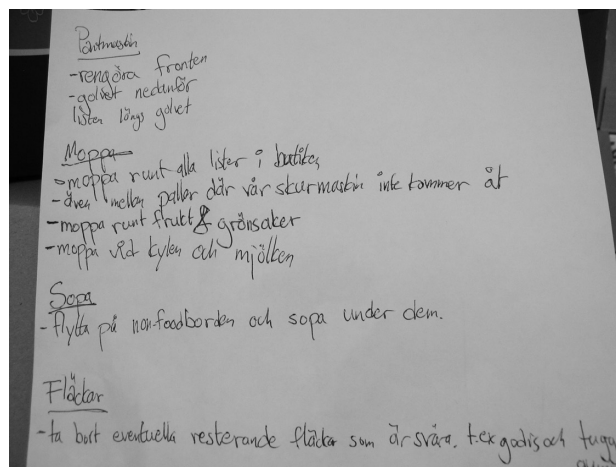 Pantmaskin
-rengöra fronten
-golvet nedanför
lister längs golvet
Moppa
-moppa runt alla lister i butiken
-även mellan pallar där vår skurmaskin inte kommer åt
-moppa runt frukt & grönsaker
-moppa vid kylen och mjölken
Sopa
-flytta på non-foodborden och sopa under dem.
Fläckar
-ta bort eventuella resterande fläckar som är svåra. t.ex godis och